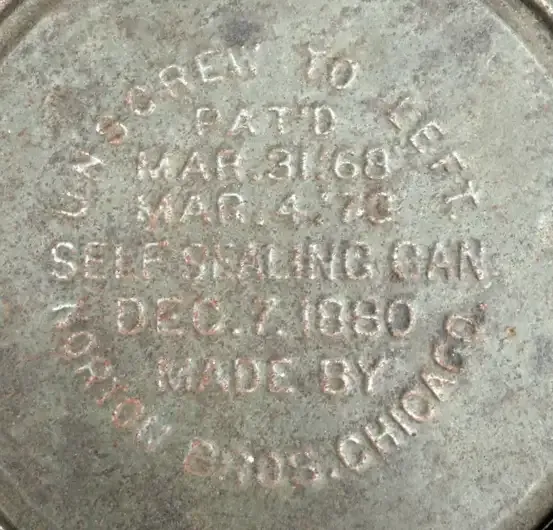 UNSCREW TO LEFT.
PAT'D
MAR. 31. '68
MAR. 4. '73
SELF SEALING CAN.
DEC. 7. 1880
MADE BY
NORTON BROS. CHICAGO.